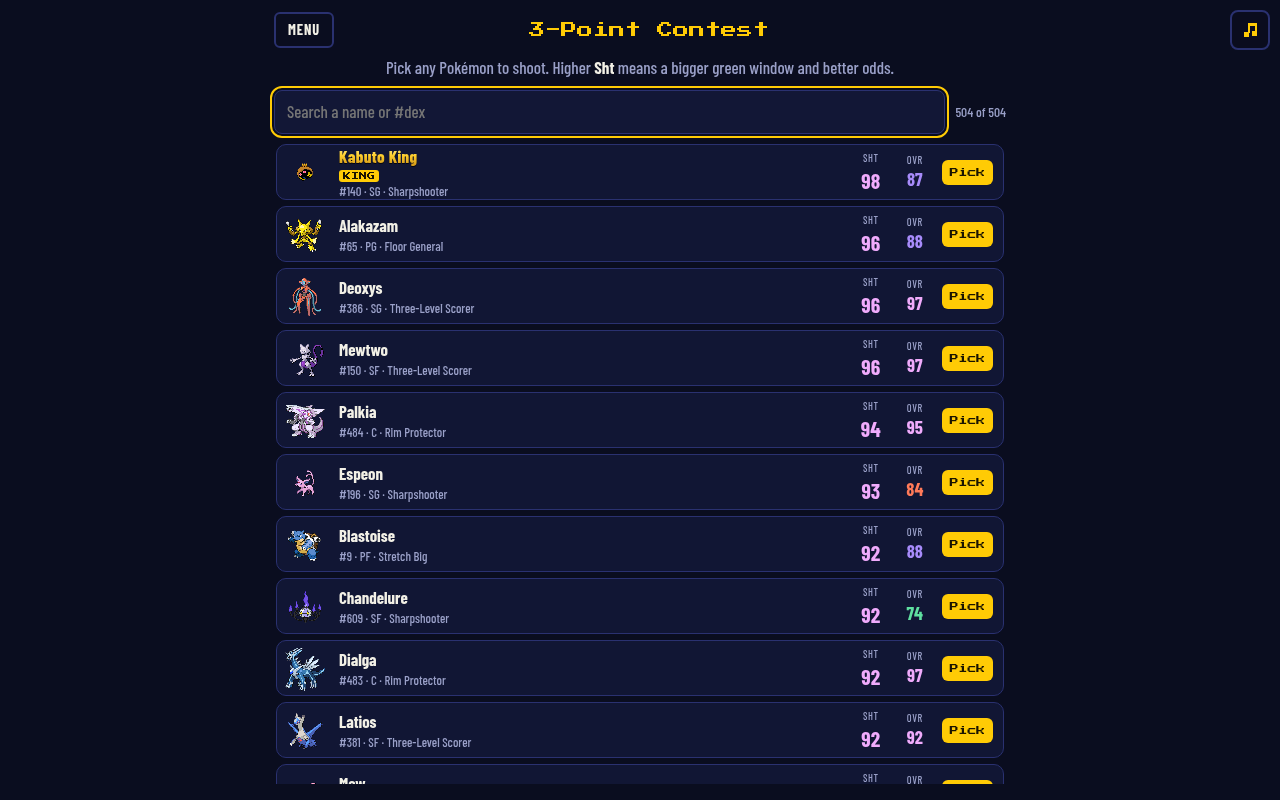 MENU
3-Point Contest
Pick any Pokémon to shoot. Higher Sht means a bigger green window and better odds.
Search a name or #dex
504 of 504
Kabuto King
KING
#140 · SG · Sharpshooter
SHT
98
OVR
87
Pick
Alakazam
#65 · PG · Floor General
SHT
96
OVR
88
Pick
Deoxys
#386 · SG · Three-Level Scorer
SHT
96
OVR
97
Pick
Mewtwo
#150 · SF · Three-Level Scorer
SHT
96
OVR
97
Pick
Palkia
#484 · C · Rim Protector
SHT
94
OVR
95
Pick
Espeon
#196 · SG · Sharpshooter
SHT
93
OVR
84
Pick
Blastoise
#9 · PF · Stretch Big
SHT
92
OVR
88
Pick
Chandelure
#609 · SF · Sharpshooter
SHT
92
OVR
74
Pick
Dialga
#483 · C · Rim Protector
SHT
92
OVR
97
Pick
Latios
#381 · SF · Three-Level Scorer
SHT
92
OVR
92
Pick
Mew
SHT
OVR